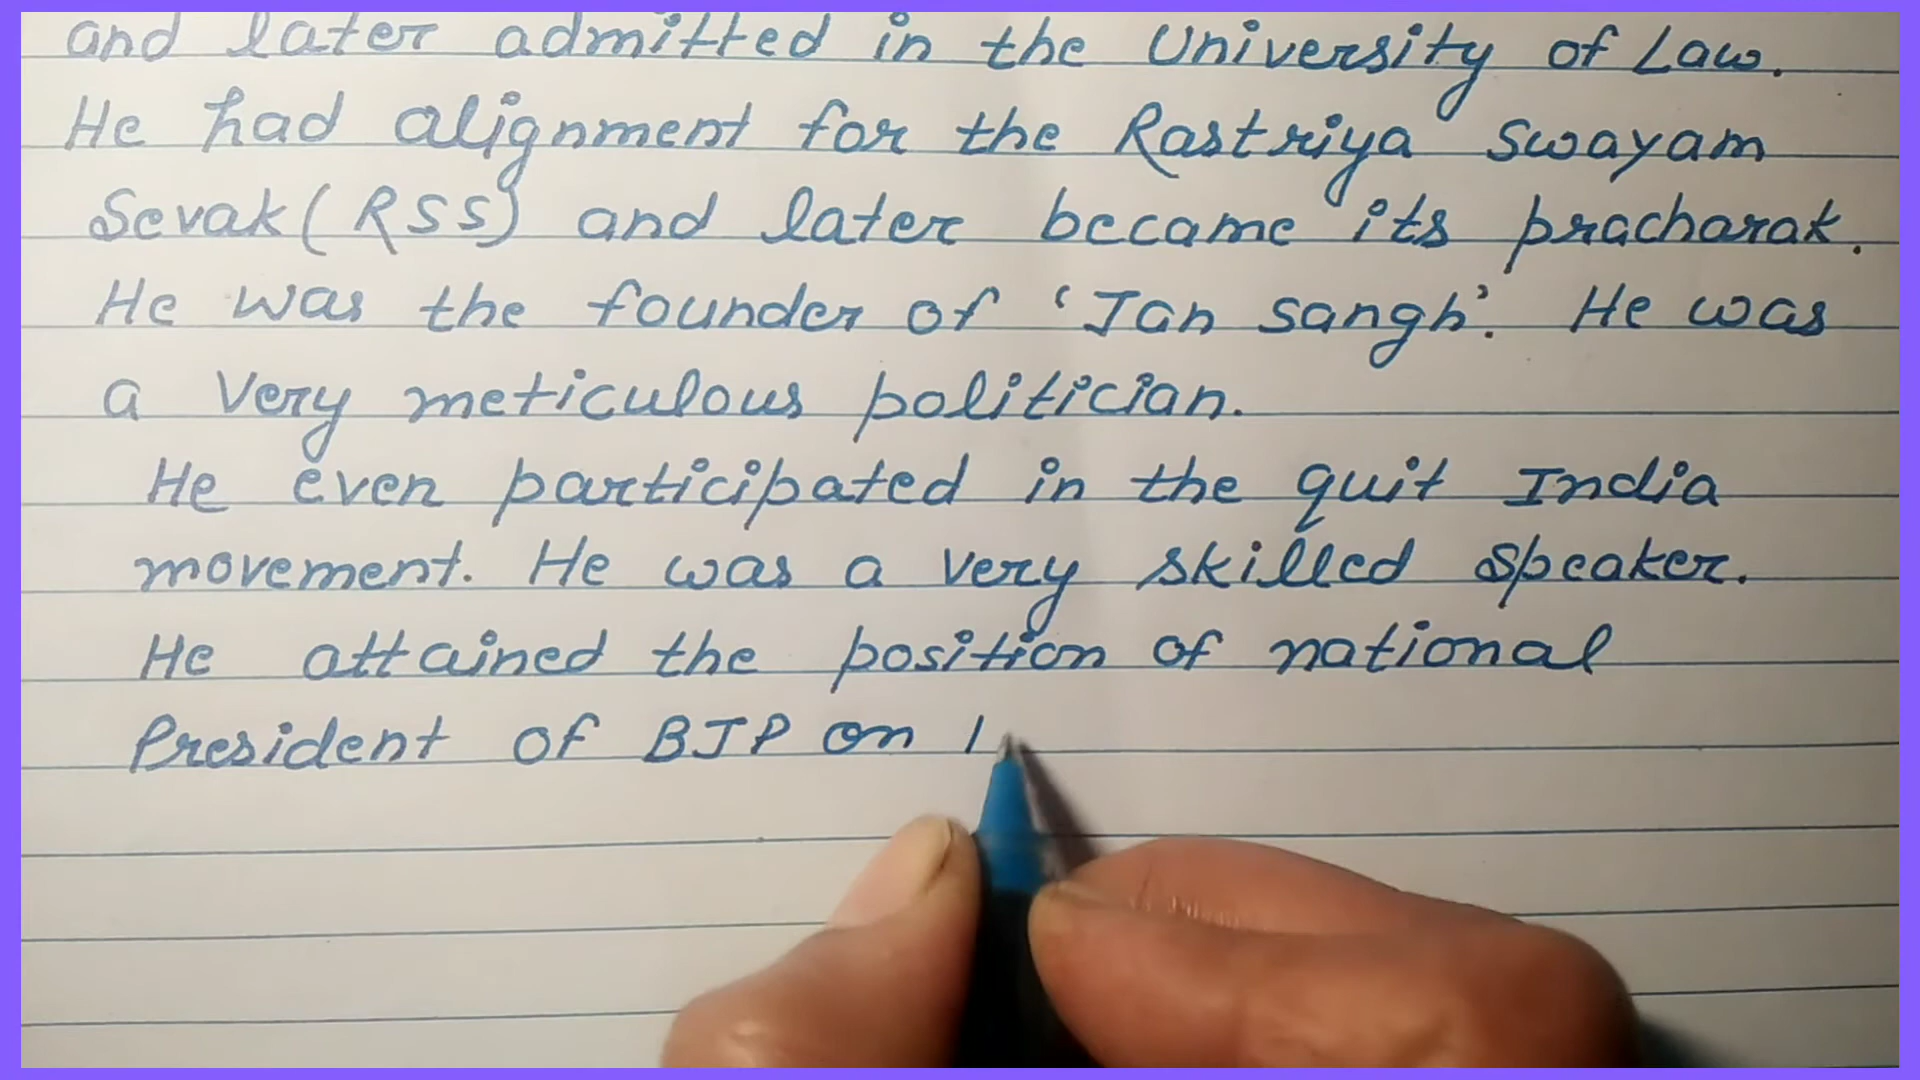 and later admitted in the University of Law.
He had alignment for the Rastriya Swayam
Sevak (RSS) and later became its pracharak.
He was the founder of 'Jan Sangh'. He was
a very meticulous politician.
He even participated in the quit India
movement. He was a very skilled speaker.
He attained the position of national
President of BJP on 1